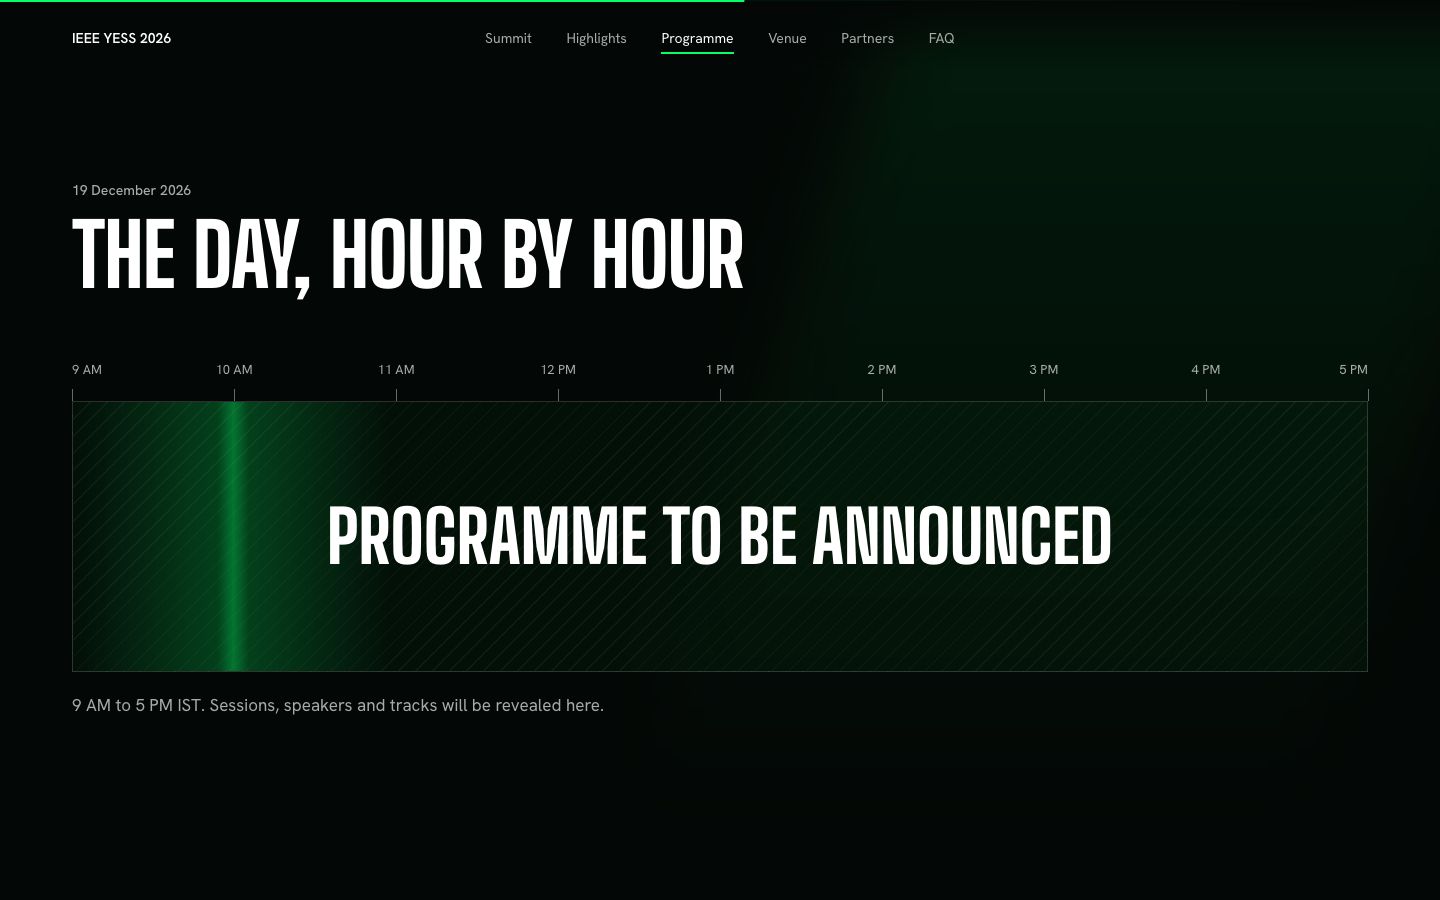 IEEE YESS 2026
Summit Highlights Programme Venue Partners FAQ
19 December 2026
THE DAY, HOUR BY HOUR
9 AM 10 AM 11 AM 12 PM 1 PM 2 PM 3 PM 4 PM 5 PM
PROGRAMME TO BE ANNOUNCED
9 AM to 5 PM IST. Sessions, speakers and tracks will be revealed here.